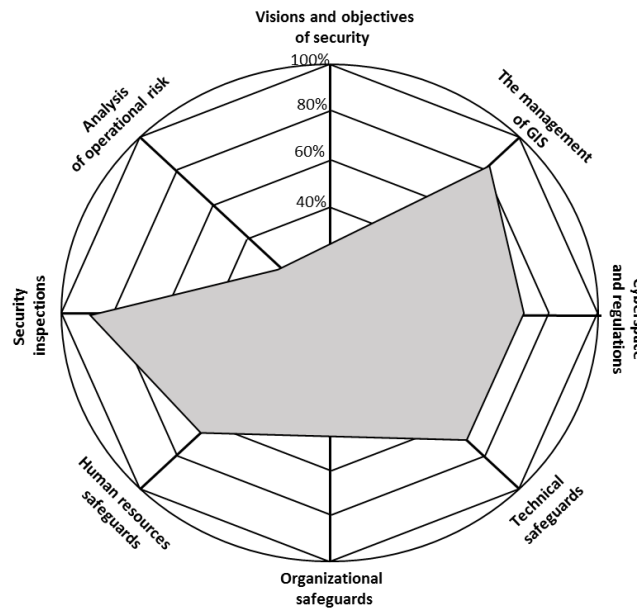 Visions and objectives
of security
100%
80%
60%
40%
The management
of GIS
Cyberspace
and regulations
Technical
safeguards
Organizational
safeguards
Human resources
safeguards
Security
inspections
Analysis
of operational risk